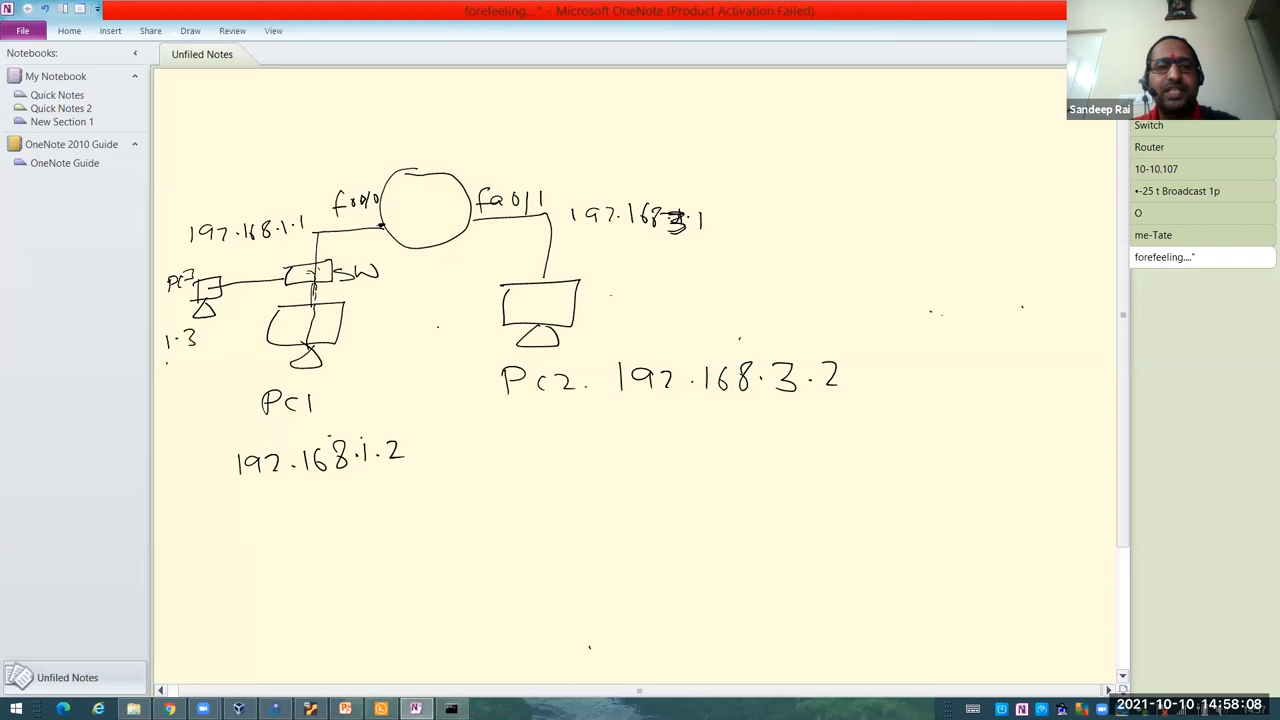 forefeeling..." - Microsoft OneNote (Product Activation Failed)
File Home Insert Share Review View
Notebooks:
Unfiled Notes
My Notebook
Quick Notes
Quick Notes 2
New Section 1
OneNote 2010 Guide
OneNote Guide
Sandeep Rai
Switch
Router
10-10.107
•-25 t Broadcast 1p
O
me-Tate
forefeeling...."
fa0/1
192.168.1.1
192.168.3.1
PC3
SW
1.3
PC1
PC2. 192.168.3.2
192.168.1.2
Unfiled Notes
2021-10-10 14:58:08